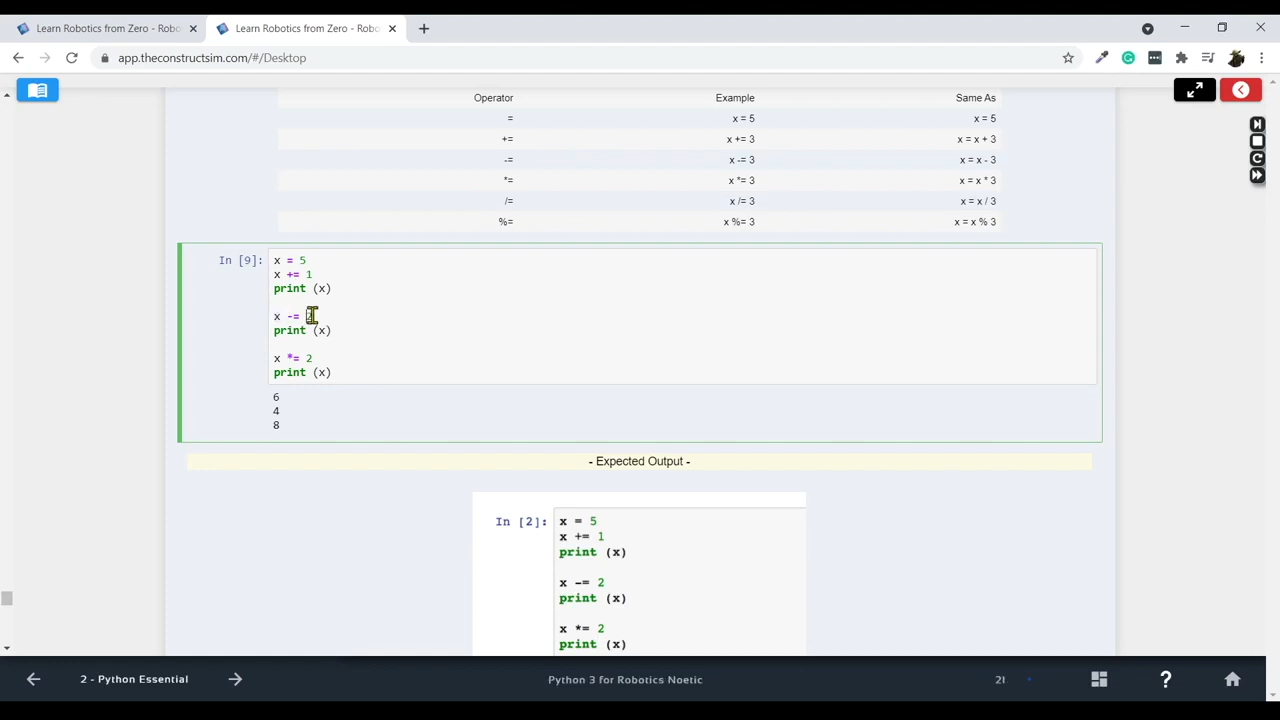 Learn Robotics from Zero - Robo
Learn Robotics from Zero - Robo
app.theconstructsim.com/#/Desktop
Operator Example Same As
= x = 5 x = 5
+= x += 3 x = x + 3
-= x -= 3 x = x - 3
*= x *= 3 x = x * 3
/= x /= 3 x = x / 3
%= x %= 3 x = x % 3
In [9]: x = 5
x += 1
print (x)
x -= 2
print (x)
x *= 2
print (x)
6
4
8
- Expected Output -
In [2]: x = 5
x += 1
print (x)
x -= 2
print (x)
x *= 2
print (x)
2 - Python Essential
Python 3 for Robotics Noetic